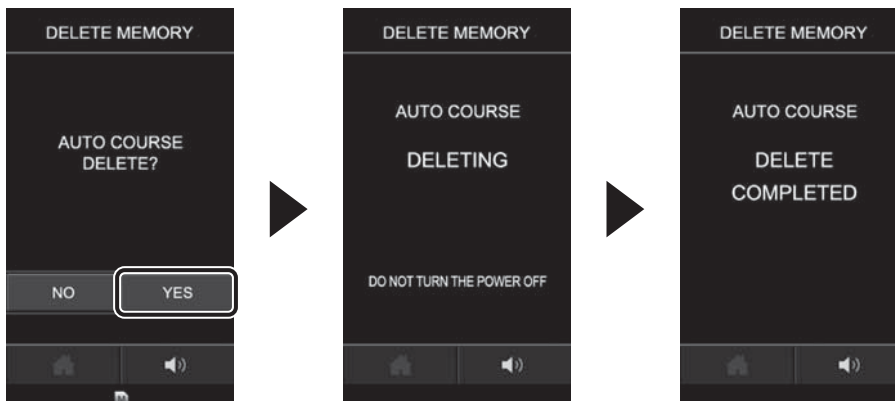 DELETE MEMORY
AUTO COURSE
DELETE?
NO
YES
DELETE MEMORY
AUTO COURSE
DELETING
DO NOT TURN THE POWER OFF
DELETE MEMORY
AUTO COURSE
DELETE
COMPLETED